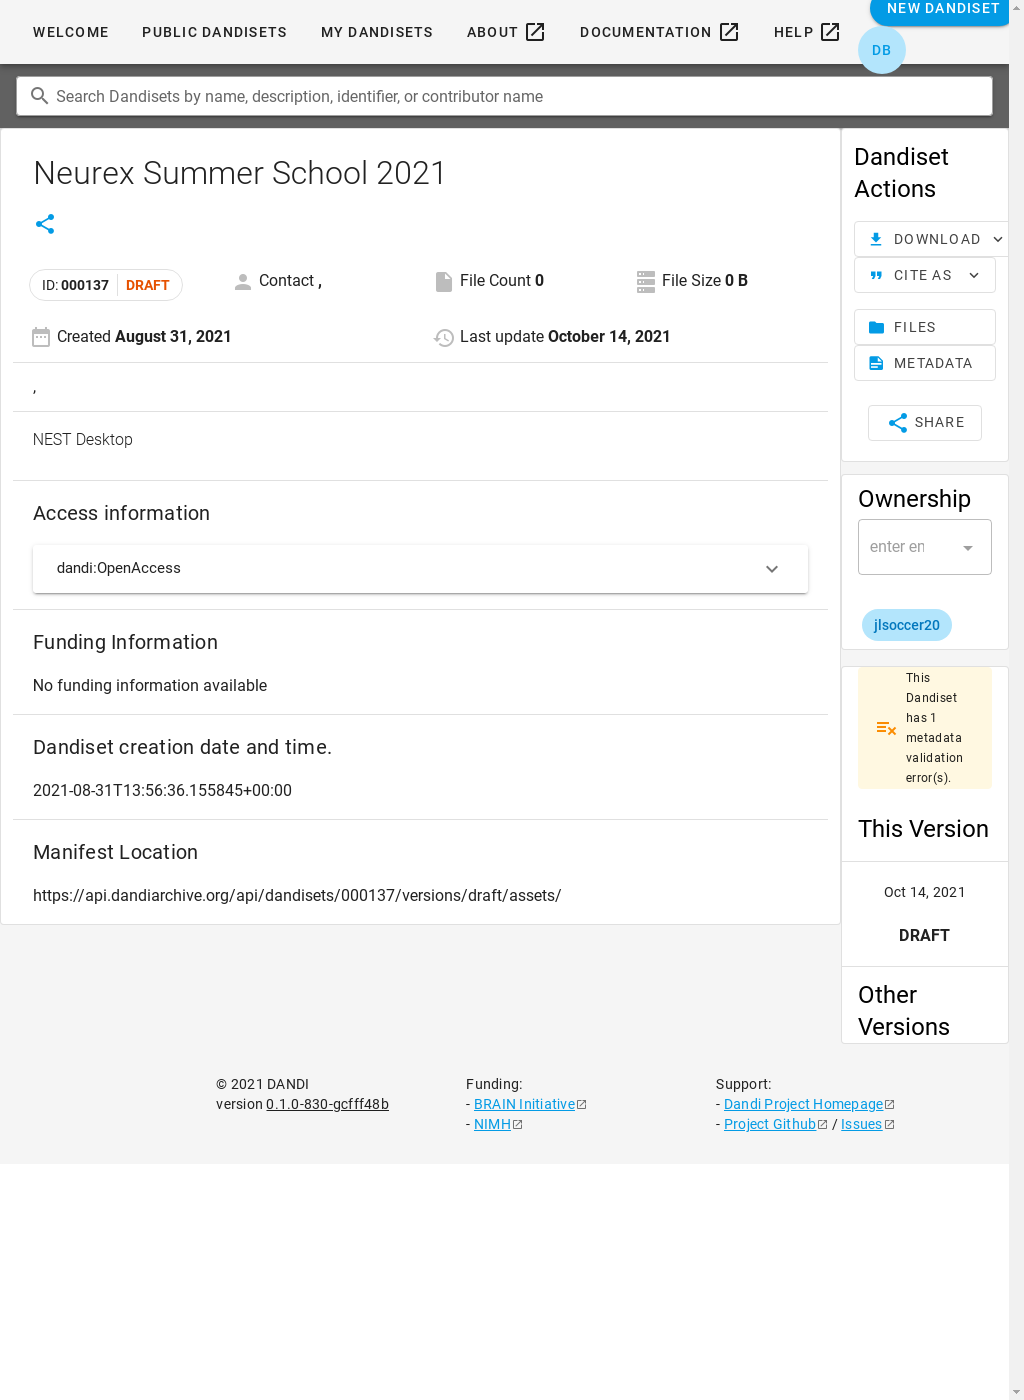 WELCOME PUBLIC DANDISETS MY DANDISETS ABOUT DOCUMENTATION HELP
NEW DANDISET
DB
Search Dandisets by name, description, identifier, or contributor name
Neurex Summer School 2021
ID: 000137 DRAFT
Contact ,
File Count 0
File Size 0 B
Created August 31, 2021
Last update October 14, 2021
,
NEST Desktop
Access information
dandi:OpenAccess
Funding Information
No funding information available
Dandiset creation date and time.
2021-08-31T13:56:36.155845+00:00
Manifest Location
https://api.dandiarchive.org/api/dandisets/000137/versions/draft/assets/
Dandiset
Actions
DOWNLOAD
CITE AS
FILES
METADATA
SHARE
Ownership
enter en
jlsoccer20
This
Dandiset
has 1
metadata
validation
error(s).
This Version
Oct 14, 2021
DRAFT
Other
Versions
© 2021 DANDI
version 0.1.0-830-gcfff48b
Funding:
- BRAIN Initiative
- NIMH
Support:
- Dandi Project Homepage
- Project Github / Issues